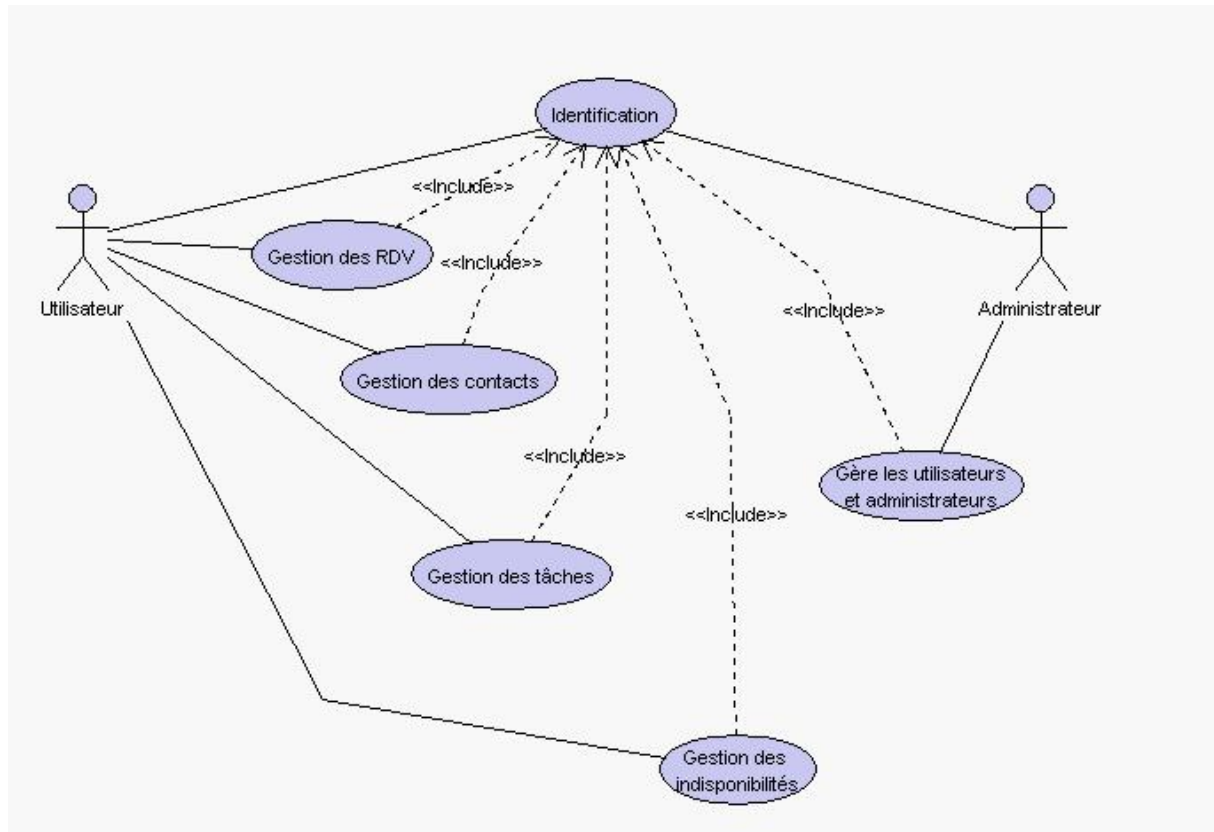 Identification
<<Include>>
Gestion des RDV
<<Include>>
Utilisateur
<<Include>>
Administrateur
Gestion des contacts
<<Include>>
Gère les utilisateurs
et administrateurs
<<Include>>
Gestion des tâches
Gestion des
indisponibilités